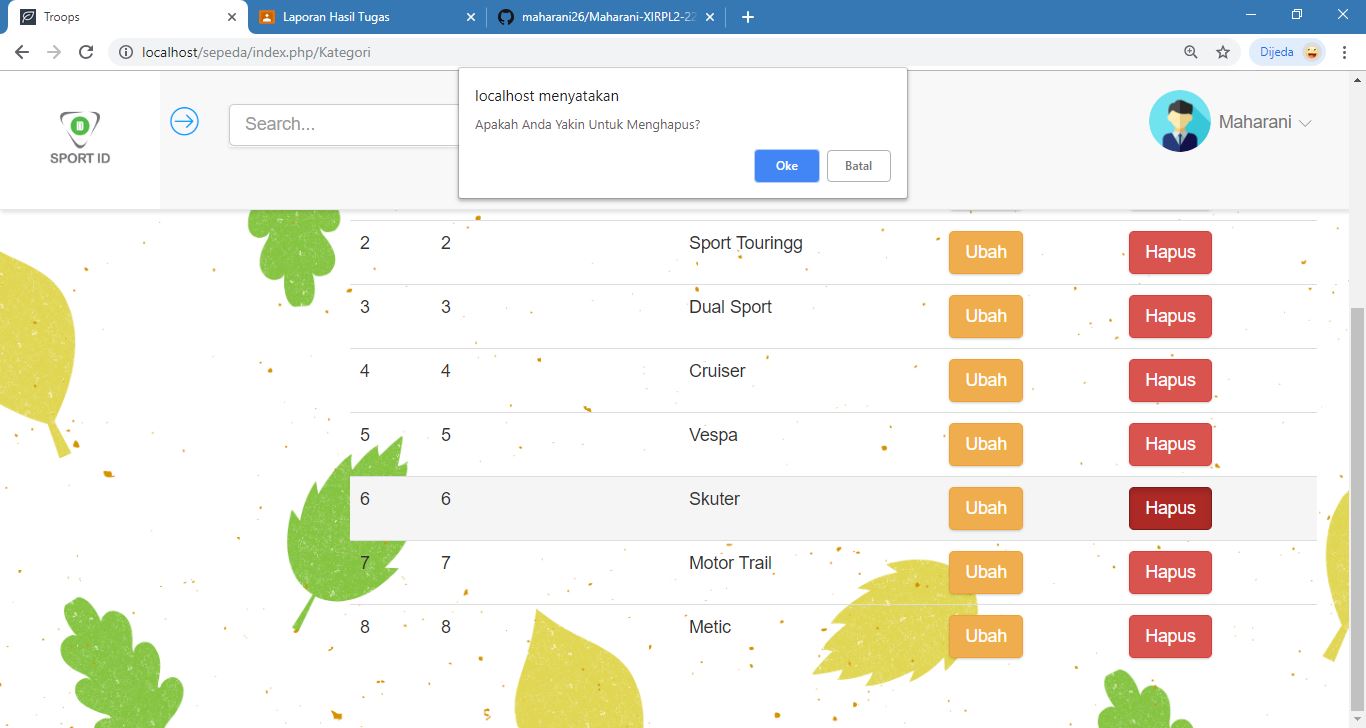 Troops
Laporan Hasil Tugas
maharani26/Maharani-XIRPL2-22
localhost/sepeda/index.php/Kategori
Dijeda
localhost menyatakan
Apakah Anda Yakin Untuk Menghapus?
Oke Batal
SPORT ID
Search...
Maharani
2 2 Sport Touringg Ubah Hapus
3 3 Dual Sport Ubah Hapus
4 4 Cruiser Ubah Hapus
5 5 Vespa Ubah Hapus
6 6 Skuter Ubah Hapus
7 7 Motor Trail Ubah Hapus
8 8 Metic Ubah Hapus